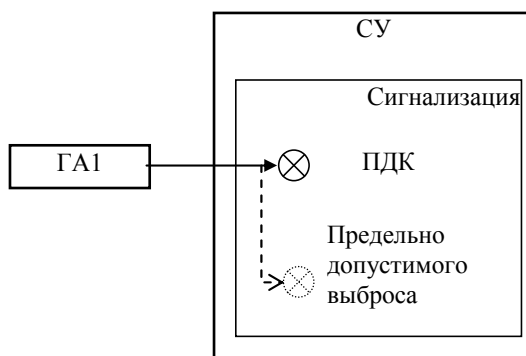 СУ
Сигнализация
ГА1
ПДК
Предельно
допустимого
выброса